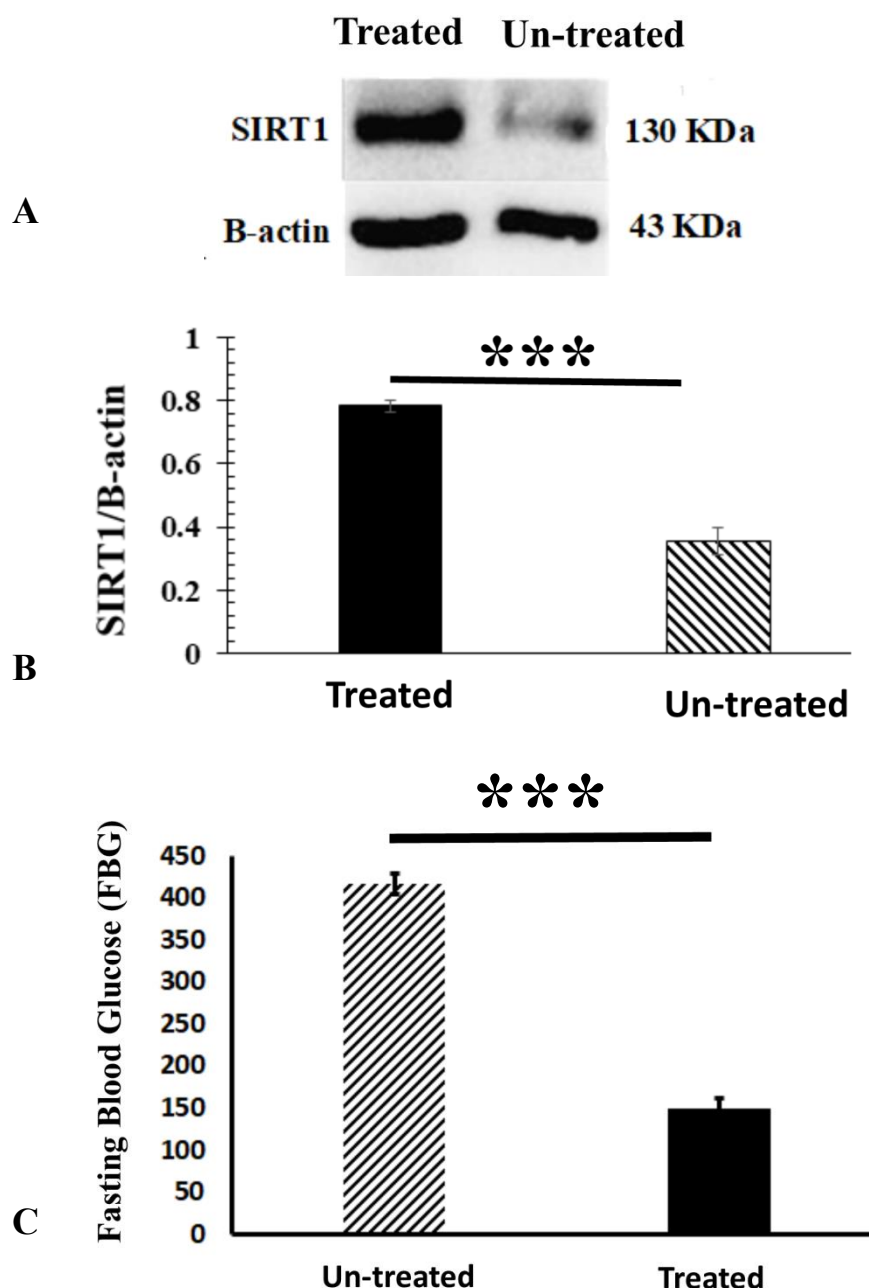 Treated Un-treated
SIRT1 130 KDa
A
B-actin 43 KDa
***
1
0.8
0.6
0.4
0.2
0
SIRT1/B-actin
B
Treated Un-treated
***
450
400
350
300
250
200
150
100
50
0
Fasting Blood Glucose (FBG)
C
Un-treated Treated